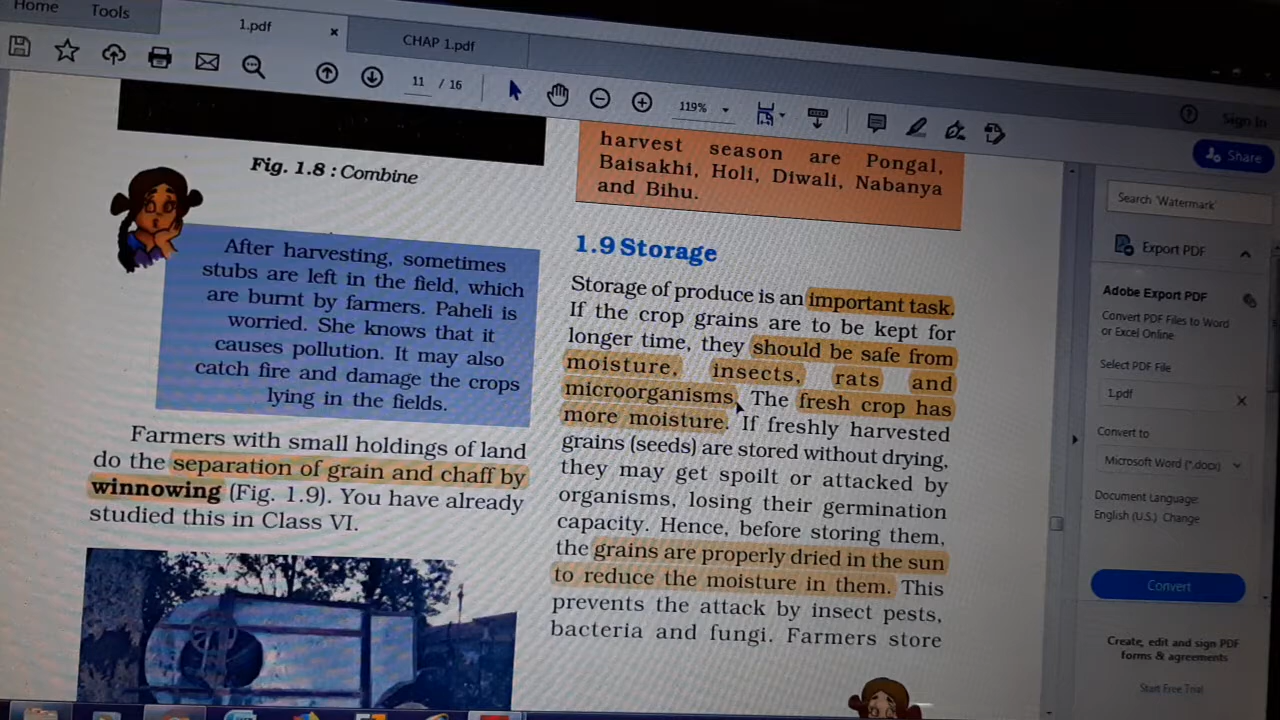 Home
Tools
1.pdf
×
CHAP 1.pdf
11 / 16
119%
Sign In
Share
Fig. 1.8 : Combine
After harvesting, sometimes
stubs are left in the field, which
are burnt by farmers. Paheli is
worried. She knows that it
causes pollution. It may also
catch fire and damage the crops
lying in the fields.
Farmers with small holdings of land
do the separation of grain and chaff by
winnowing (Fig. 1.9). You have already
studied this in Class VI.
harvest season are Pongal,
Baisakhi, Holi, Diwali, Nabanya
and Bihu.
1.9 Storage
Storage of produce is an important task.
If the crop grains are to be kept for
longer time, they should be safe from
moisture, insects, rats and
microorganisms. The fresh crop has
more moisture. If freshly harvested
grains (seeds) are stored without drying,
they may get spoilt or attacked by
organisms, losing their germination
capacity. Hence, before storing them,
the grains are properly dried in the sun
to reduce the moisture in them. This
prevents the attack by insect pests,
bacteria and fungi. Farmers store
Search 'Watermark'
Export PDF
Adobe Export PDF
Convert PDF Files to Word
or Excel Online
Select PDF File
1.pdf
×
Convert to
Microsoft Word (*.docx)
Document Language:
English (U.S.) Change
Convert
Create, edit and sign PDF
forms & agreements
Start Free Trial